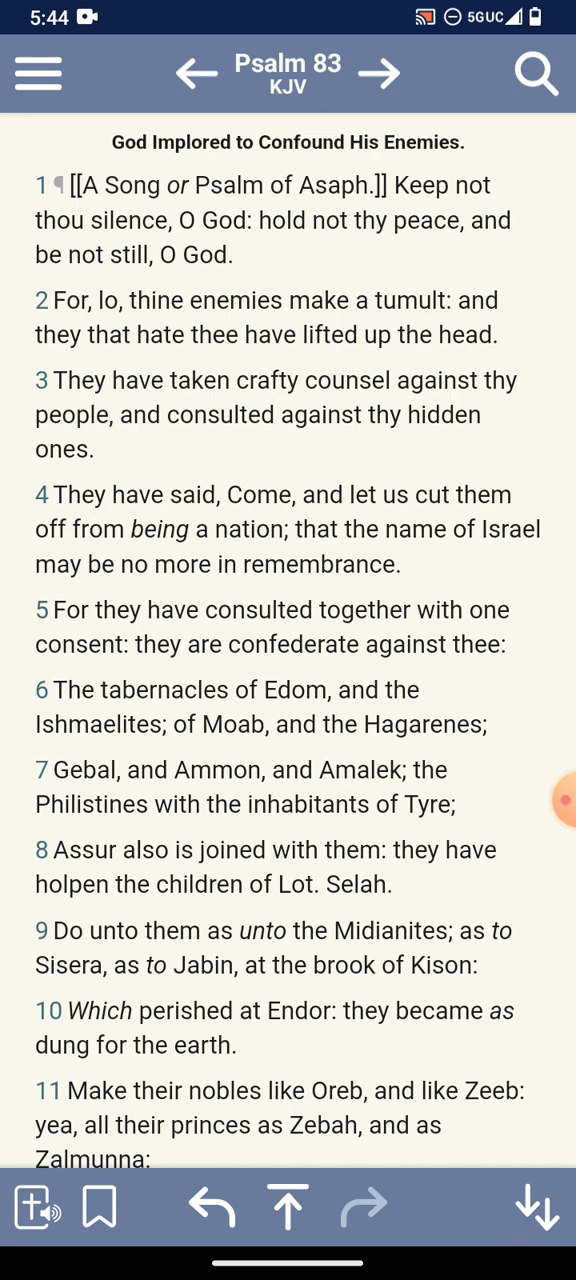 5:44
5GUC
Psalm 83
KJV
God Implored to Confound His Enemies.
1 ¶ [[A Song or Psalm of Asaph.]] Keep not
thou silence, O God: hold not thy peace, and
be not still, O God.
2 For, lo, thine enemies make a tumult: and
they that hate thee have lifted up the head.
3 They have taken crafty counsel against thy
people, and consulted against thy hidden
ones.
4 They have said, Come, and let us cut them
off from being a nation; that the name of Israel
may be no more in remembrance.
5 For they have consulted together with one
consent: they are confederate against thee:
6 The tabernacles of Edom, and the
Ishmaelites; of Moab, and the Hagarenes;
7 Gebal, and Ammon, and Amalek; the
Philistines with the inhabitants of Tyre;
8 Assur also is joined with them: they have
holpen the children of Lot. Selah.
9 Do unto them as unto the Midianites; as to
Sisera, as to Jabin, at the brook of Kison:
10 Which perished at Endor: they became as
dung for the earth.
11 Make their nobles like Oreb, and like Zeeb:
yea, all their princes as Zebah, and as
Zalmunna: